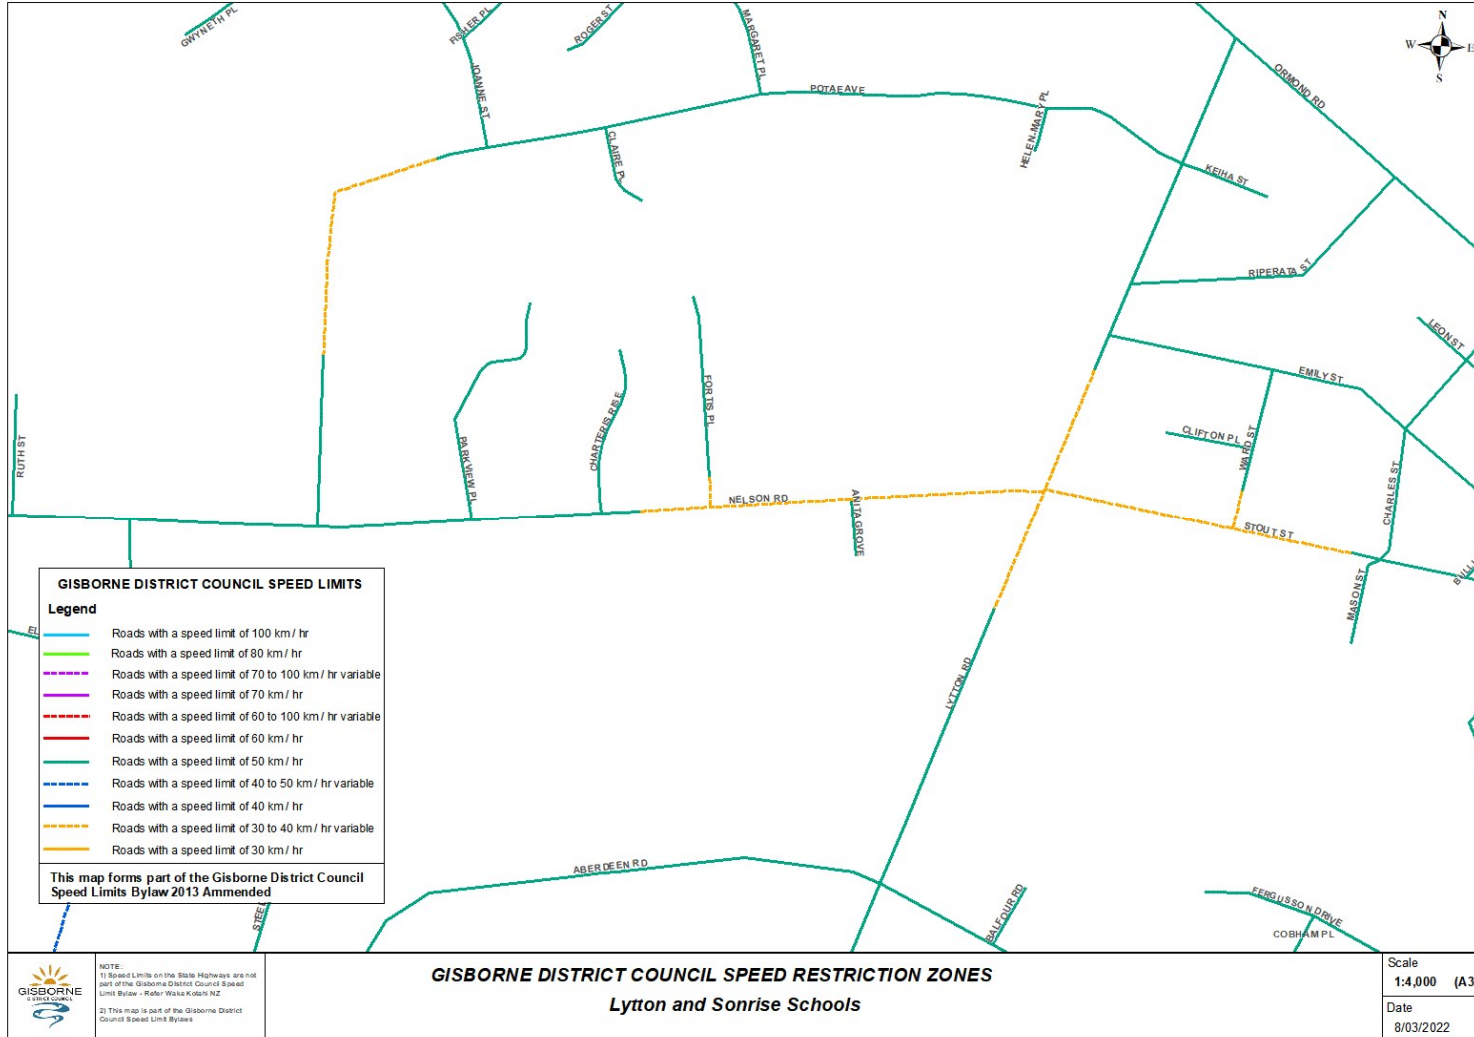 GWYNETH PL
FISHER PL
ROGER ST
MARGARET PL
JOANNE ST
POTAE AVE
ORMOND RD
N
W
E
S
CLAIRE PL
HELEN-MARY PL
KEIHA ST
RIPERATA ST
LEON ST
EMILY ST
RUTH ST
PARKVIEW PL
CHARTERIS RISE
FORTIS PL
CLIFTON PL
WARD ST
CHARLES ST
NELSON RD
ANITA GROVE
STOUT ST
MASON ST
BULL
EL
LYTTON RD
GISBORNE DISTRICT COUNCIL SPEED LIMITS
Legend
Roads with a speed limit of 100 km / hr
Roads with a speed limit of 80 km / hr
Roads with a speed limit of 70 to 100 km / hr variable
Roads with a speed limit of 70 km / hr
Roads with a speed limit of 60 to 100 km / hr variable
Roads with a speed limit of 60 km / hr
Roads with a speed limit of 50 km / hr
Roads with a speed limit of 40 to 50 km / hr variable
Roads with a speed limit of 40 km / hr
Roads with a speed limit of 30 to 40 km / hr variable
Roads with a speed limit of 30 km / hr
This map forms part of the Gisborne District Council
Speed Limits Bylaw 2013 Ammended
STEEL
ABERDEEN RD
BALFOUR RD
FERGUSSON DRIVE
COBHAM PL
GISBORNE
DISTRICT COUNCIL
NOTE:
1) Speed Limits on the State Highways are not
part of the Gisborne District Council Speed
Limit Bylaw - Refer Waka Kotahi NZ
2) This map is part of the Gisborne District
Council Speed Limit Bylaws
GISBORNE DISTRICT COUNCIL SPEED RESTRICTION ZONES
Lytton and Sonrise Schools
Scale
1:4,000 (A3
Date
8/03/2022